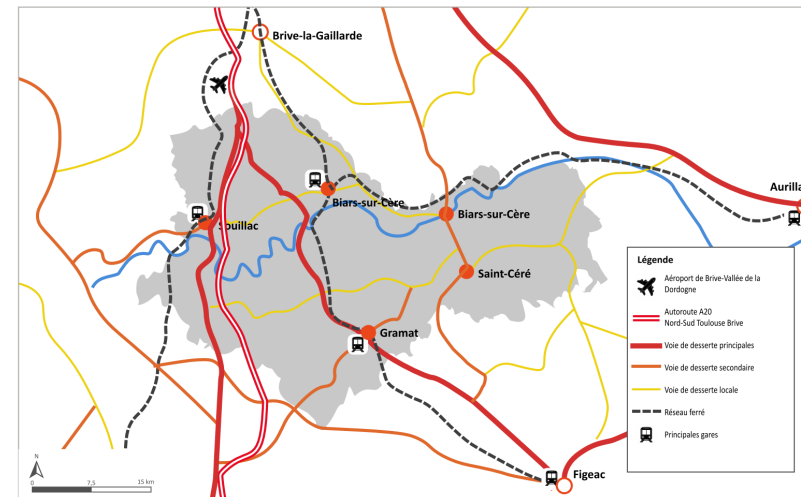 Brive-la-Gaillarde
Aurilla
Biars-sur-Cère
Biars-sur-Cère
Souillac
Saint-Céré
Gramat
Figeac
Légende
Aéroport de Brive-Vallée de la
Dordogne
Autoroute A20
Nord-Sud Toulouse Brive
Voie de desserte principales
Voie de desserte secondaire
Voie de desserte locale
Réseau ferré
Principales gares
N
0 7,5 15 km